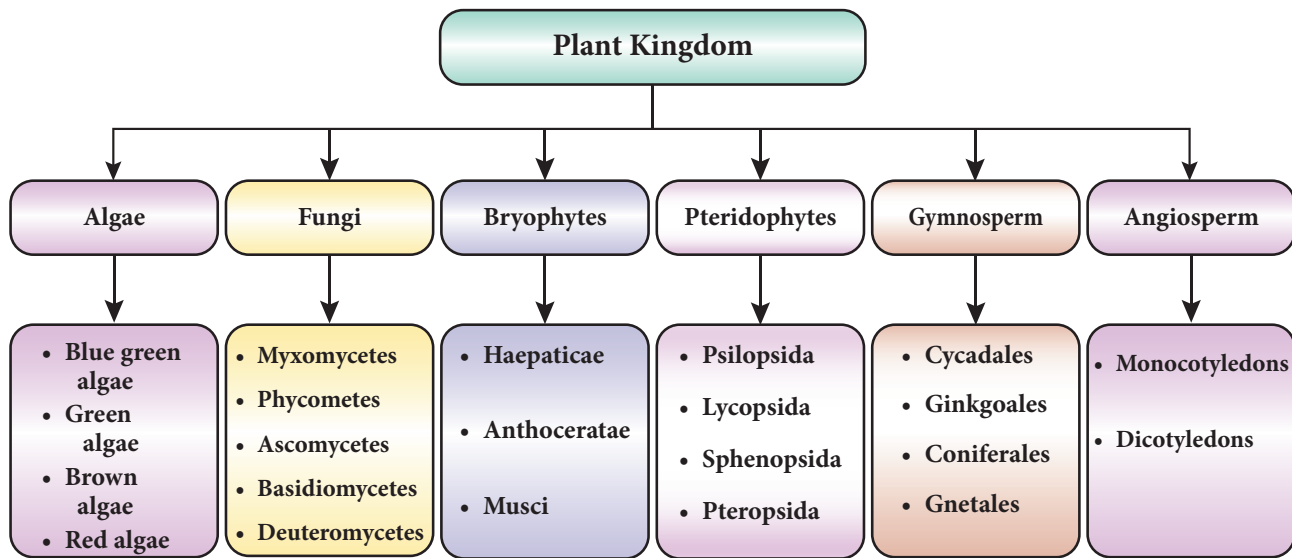 Plant Kingdom
Algae
Fungi
Bryophytes
Pteridophytes
Gymnosperm
Angiosperm
• Blue green
algae
• Green
algae
• Brown
algae
• Red algae
• Myxomycetes
• Phycometes
• Ascomycetes
• Basidiomycetes
• Deuteromycetes
• Haepaticae
• Anthoceratae
• Musci
• Psilopsida
• Lycopsida
• Sphenopsida
• Pteropsida
• Cycadales
• Ginkgoales
• Coniferales
• Gnetales
• Monocotyledons
• Dicotyledons